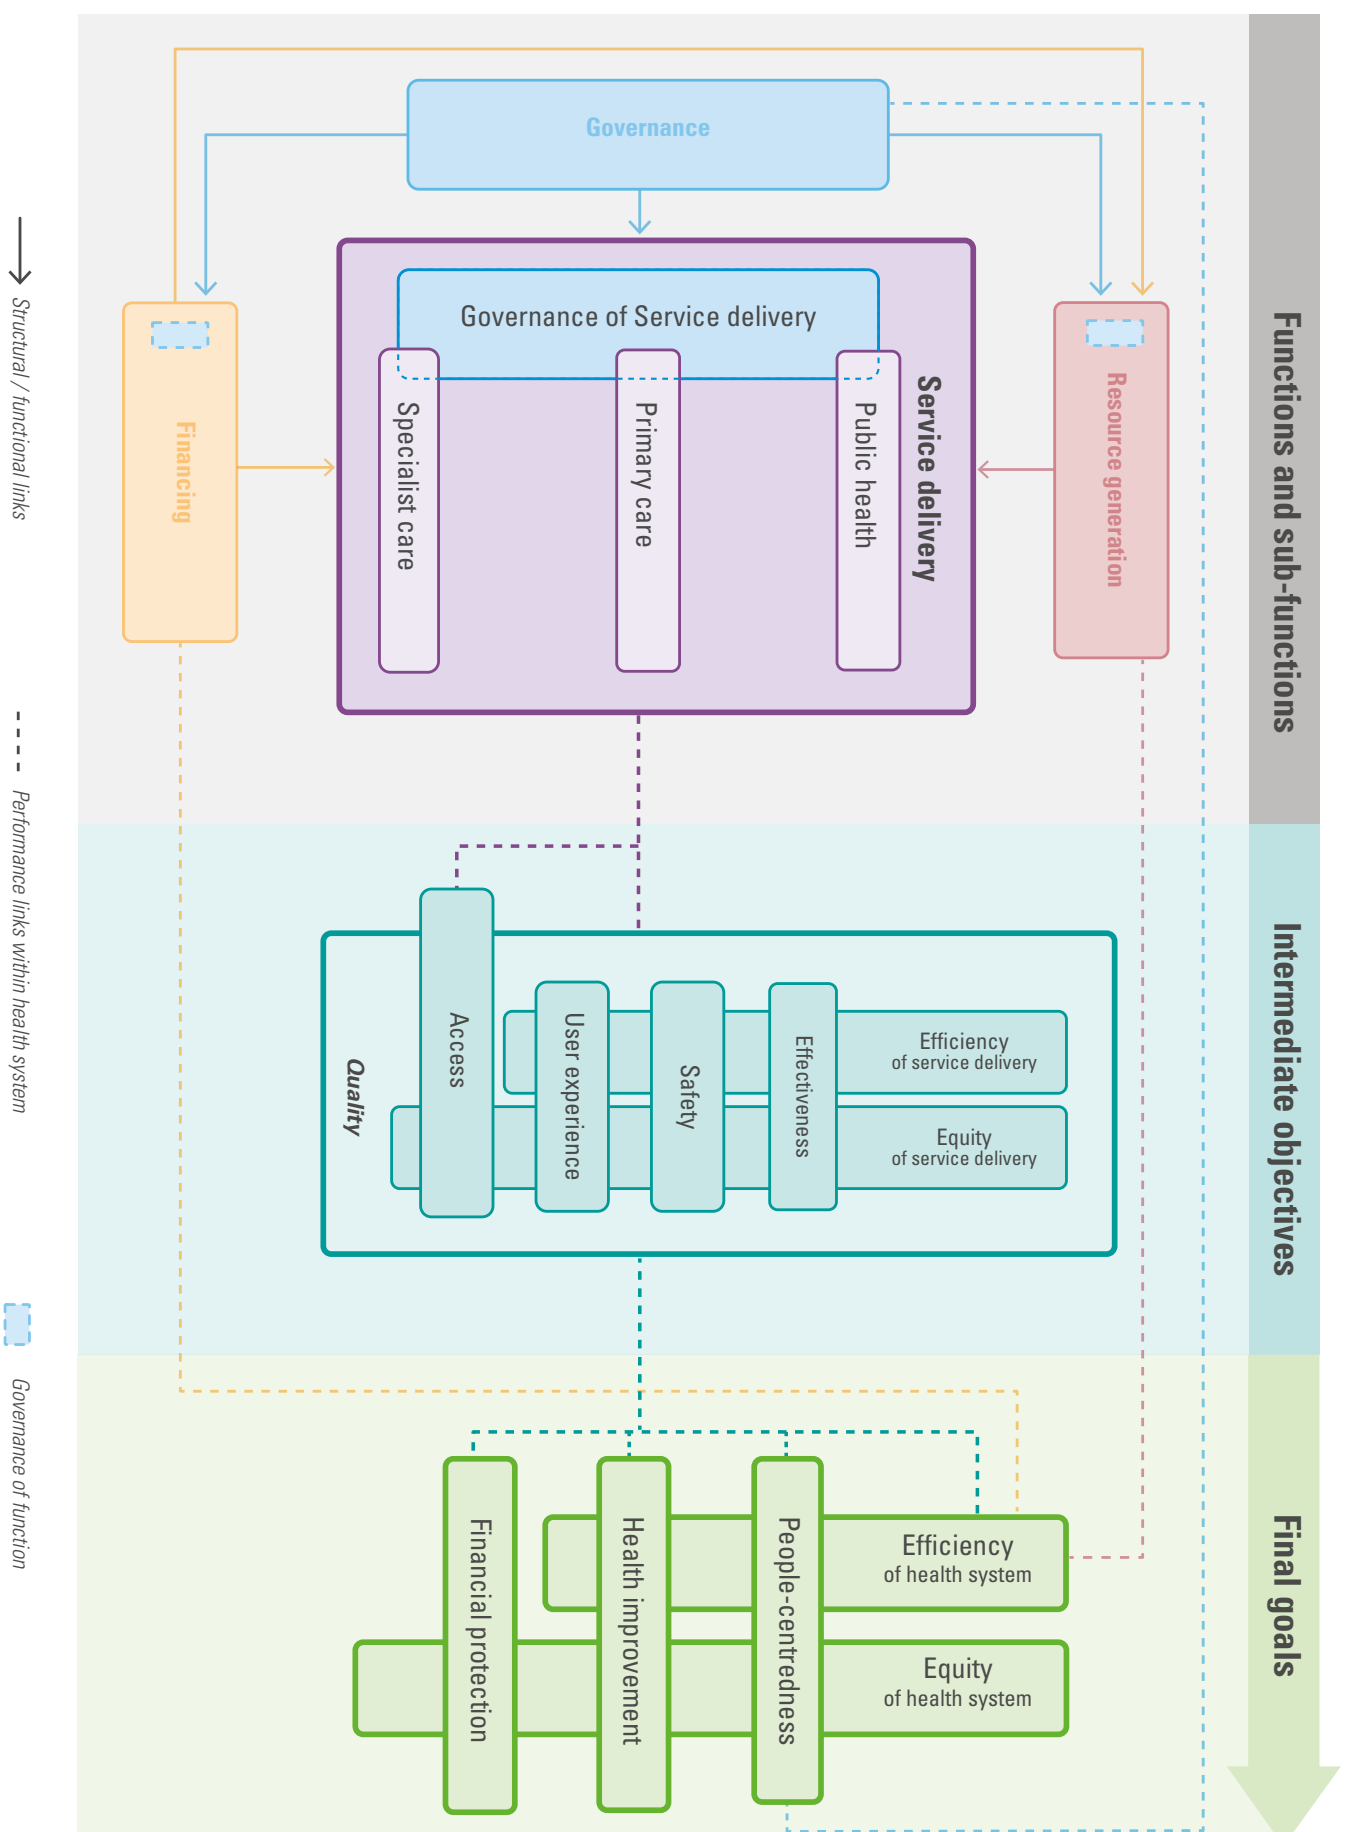 Functions and sub-functions
Intermediate objectives
Final goals
Governance
Governance of Service delivery
Service delivery
Public health
Primary care
Specialist care
Resource generation
Financing
Efficiency
of service delivery
Equity
of service delivery
Effectiveness
Safety
User experience
Access
Quality
Efficiency
of health system
Equity
of health system
People-centredness
Health improvement
Financial protection
Structural / functional links
Performance links within health system
Governance of function